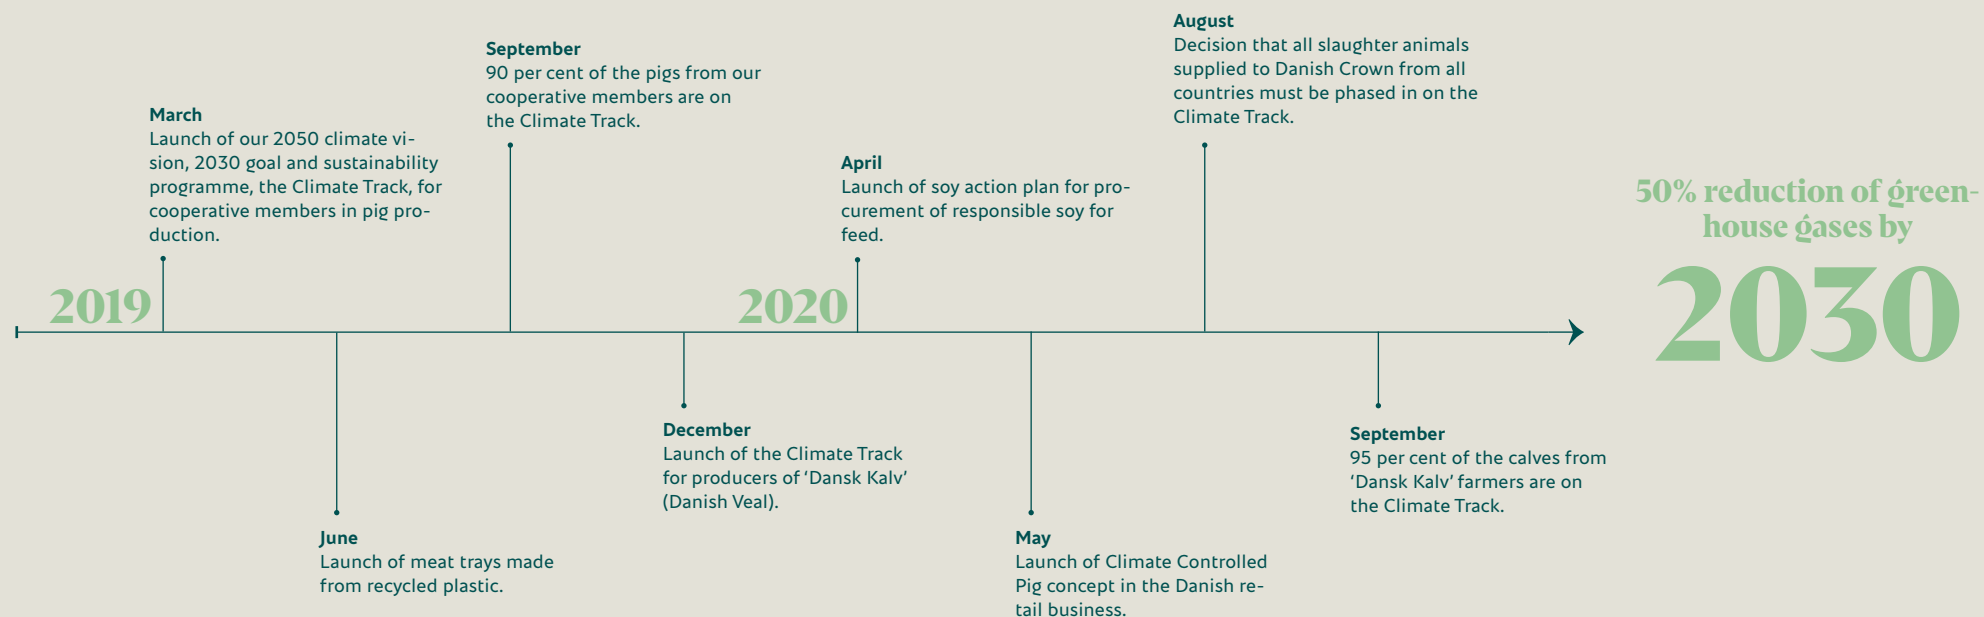 2019
March
Launch of our 2050 climate vi-
sion, 2030 goal and sustainability
programme, the Climate Track, for
cooperative members in pig pro-
duction.
June
Launch of meat trays made
from recycled plastic.
September
90 per cent of the pigs from our
cooperative members are on
the Climate Track.
December
Launch of the Climate Track
for producers of ‘Dansk Kalv’
(Danish Veal).
2020
April
Launch of soy action plan for pro-
curement of responsible soy for
feed.
May
Launch of Climate Controlled
Pig concept in the Danish re-
tail business.
August
Decision that all slaughter animals
supplied to Danish Crown from all
countries must be phased in on the
Climate Track.
September
95 per cent of the calves from
‘Dansk Kalv’ farmers are on
the Climate Track.
50% reduction of green-
house gases by
2030